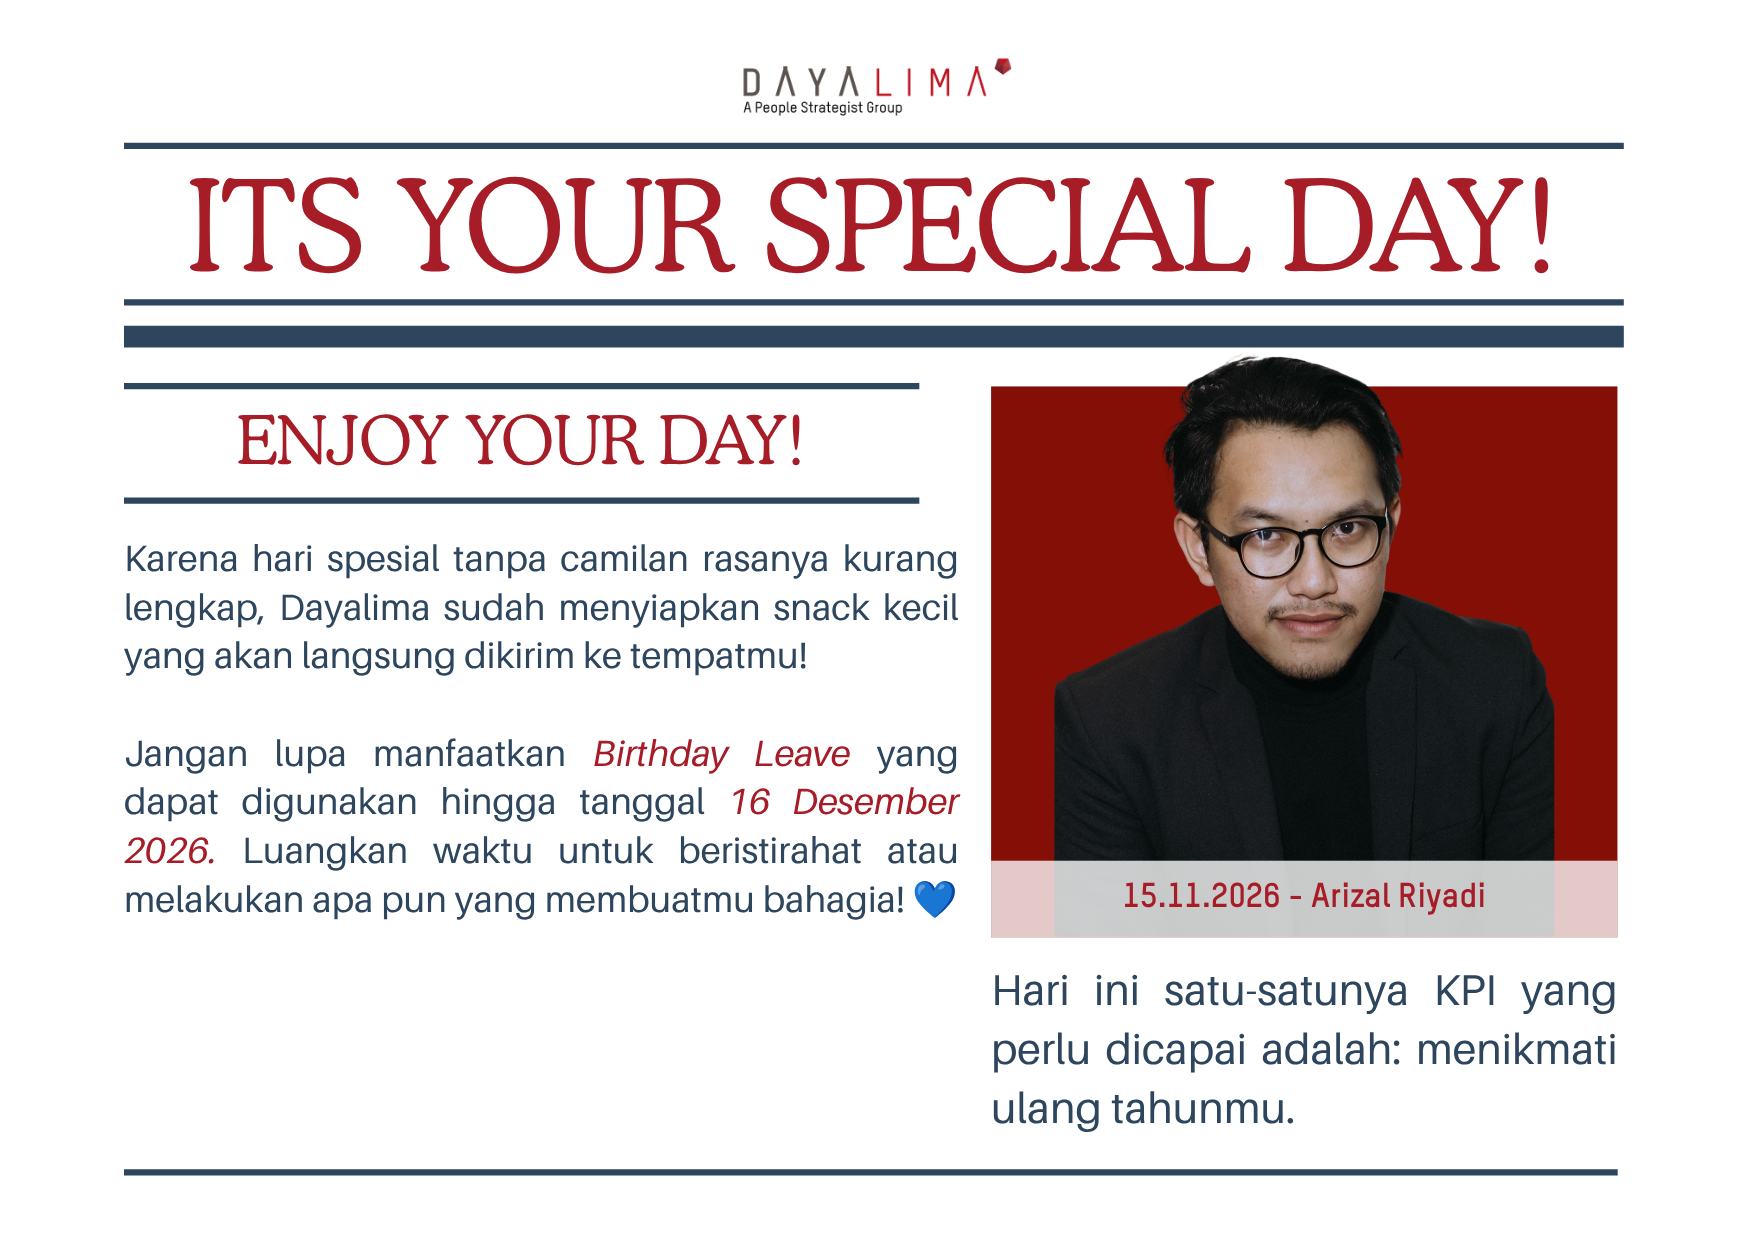 DAYALIMA
A People Strategist Group
ITS YOUR SPECIAL DAY!
ENJOY YOUR DAY!
Karena hari spesial tanpa camilan rasanya kurang
lengkap, Dayalima sudah menyiapkan snack kecil
yang akan langsung dikirim ke tempatmu!
Jangan lupa manfaatkan Birthday Leave yang
dapat digunakan hingga tanggal 16 Desember
2026. Luangkan waktu untuk beristirahat atau
melakukan apa pun yang membuatmu bahagia! 💙
15.11.2026 - Arizal Riyadi
Hari ini satu-satunya KPI yang
perlu dicapai adalah: menikmati
ulang tahunmu.